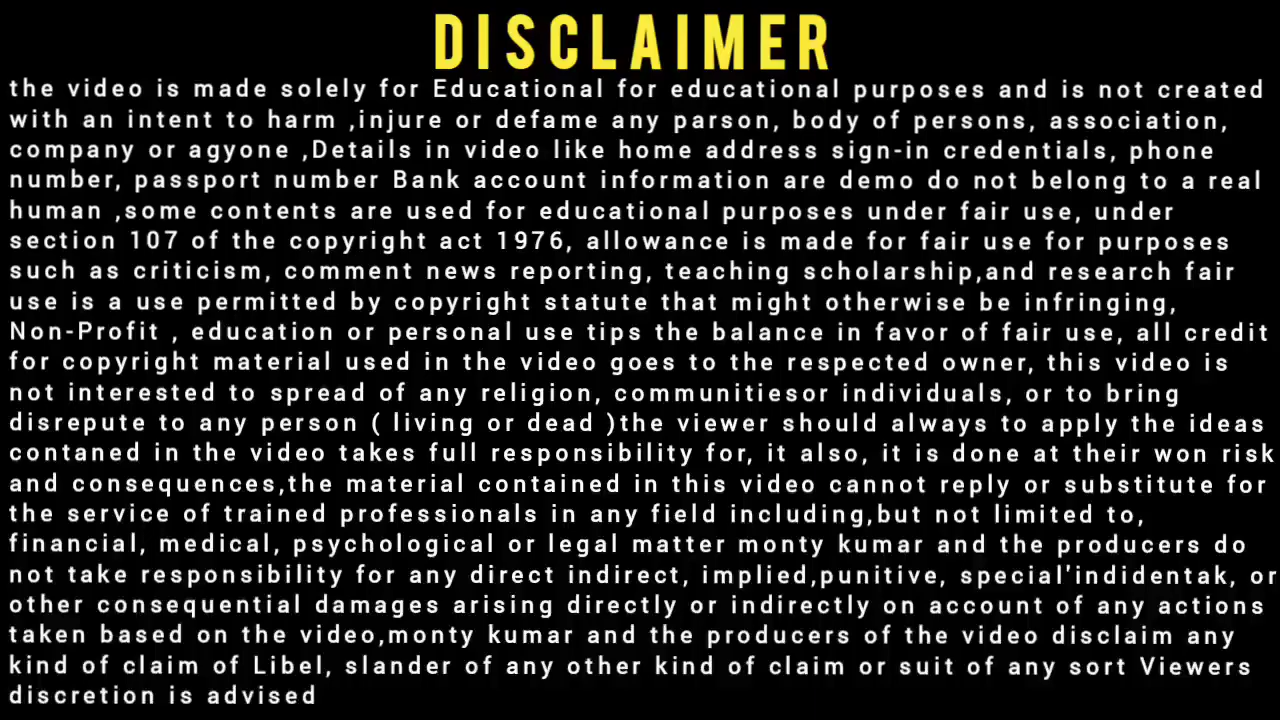 DISCLAIMER
the video is made solely for Educational for educational purposes and is not created
with an intent to harm ,injure or defame any parson, body of persons, association,
company or agyone ,Details in video like home address sign-in credentials, phone
number, passport number Bank account information are demo do not belong to a real
human ,some contents are used for educational purposes under fair use, under
section 107 of the copyright act 1976, allowance is made for fair use for purposes
such as criticism, comment news reporting, teaching scholarship,and research fair
use is a use permitted by copyright statute that might otherwise be infringing,
Non-Profit , education or personal use tips the balance in favor of fair use, all credit
for copyright material used in the video goes to the respected owner, this video is
not interested to spread of any religion, communitiesor individuals, or to bring
disrepute to any person ( living or dead )the viewer should always to apply the ideas
contaned in the video takes full responsibility for, it also, it is done at their won risk
and consequences,the material contained in this video cannot reply or substitute for
the service of trained professionals in any field including,but not limited to,
financial, medical, psychological or legal matter monty kumar and the producers do
not take responsibility for any direct indirect, implied,punitive, special'indidentak, or
other consequential damages arising directly or indirectly on account of any actions
taken based on the video,monty kumar and the producers of the video disclaim any
kind of claim of Libel, slander of any other kind of claim or suit of any sort Viewers
discretion is advised